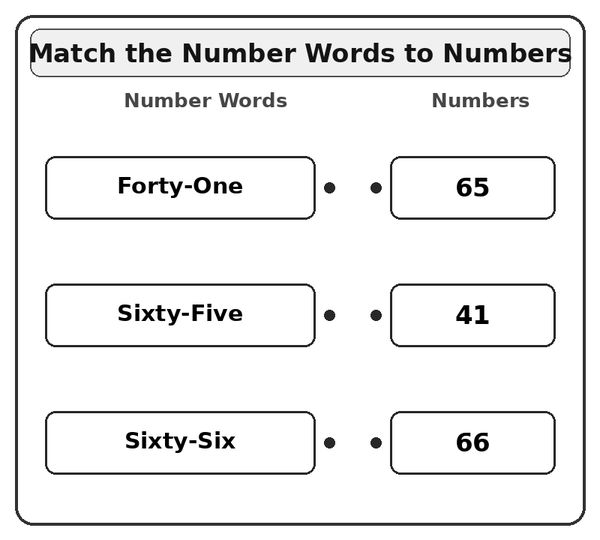 Match the Number Words to Numbers
Number Words Numbers
Forty-One 65
Sixty-Five 41
Sixty-Six 66